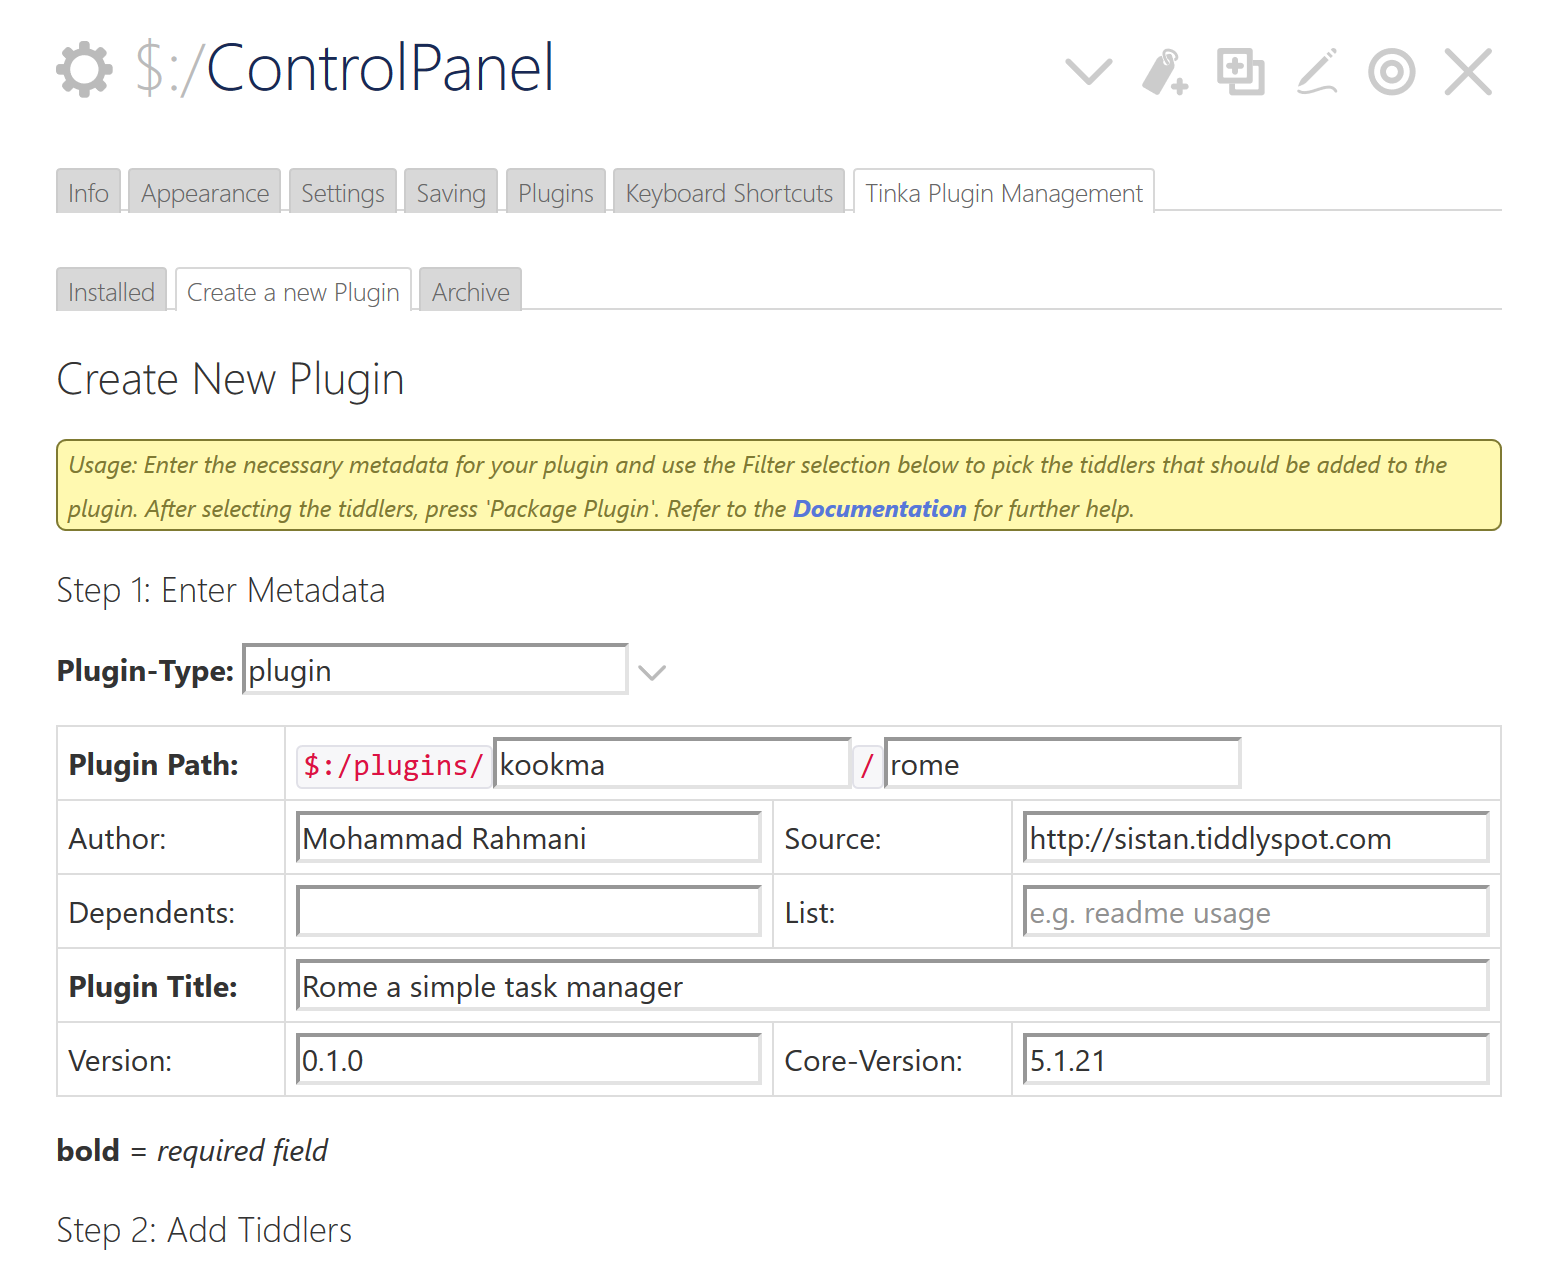 $:/ControlPanel
Info Appearance Settings Saving Plugins Keyboard Shortcuts Tinka Plugin Management
Installed Create a new Plugin Archive
Create New Plugin
Usage: Enter the necessary metadata for your plugin and use the Filter selection below to pick the tiddlers that should be added to the
plugin. After selecting the tiddlers, press 'Package Plugin'. Refer to the Documentation for further help.
Step 1: Enter Metadata
Plugin-Type: plugin
Plugin Path: $:/plugins/ kookma / rome
Author: Mohammad Rahmani Source: http://sistan.tiddlyspot.com
Dependents: List: e.g. readme usage
Plugin Title: Rome a simple task manager
Version: 0.1.0 Core-Version: 5.1.21
bold = required field
Step 2: Add Tiddlers